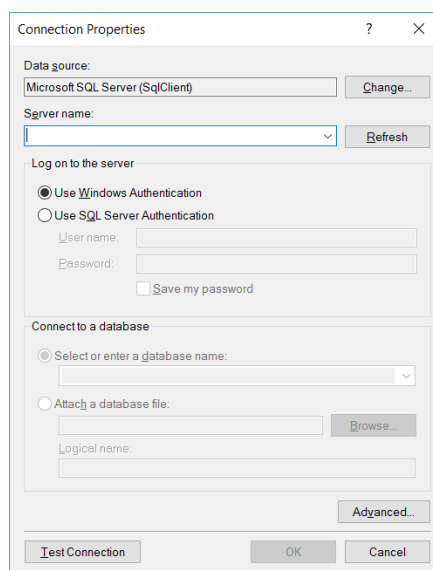 Connection Properties ? ×
Data source:
Microsoft SQL Server (SqlClient) Change...
Server name:
Refresh
Log on to the server
Use Windows Authentication
Use SQL Server Authentication
User name:
Password:
Save my password
Connect to a database
Select or enter a database name:
Attach a database file:
Browse...
Logical name:
Advanced...
Test Connection OK Cancel